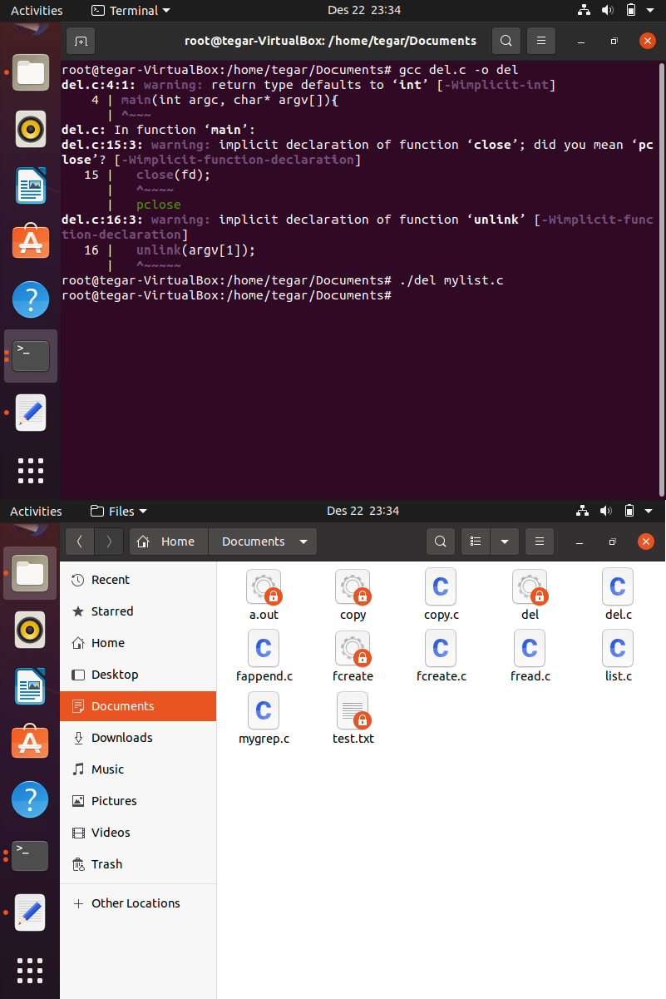 Activities Terminal Des 22 23:34
root@tegar-VirtualBox: /home/tegar/Documents
root@tegar-VirtualBox:/home/tegar/Documents# gcc del.c -o del
del.c:4:1: warning: return type defaults to ‘int’ [-Wimplicit-int]
    4 | main(int argc, char* argv[]){
      | ^~~~
del.c: In function ‘main’:
del.c:15:3: warning: implicit declaration of function ‘close’; did you mean ‘pc
lose’? [-Wimplicit-function-declaration]
   15 |   close(fd);
      |   ^~~~~
      |   pclose
del.c:16:3: warning: implicit declaration of function ‘unlink’ [-Wimplicit-func
tion-declaration]
   16 |   unlink(argv[1]);
      |   ^~~~~~
root@tegar-VirtualBox:/home/tegar/Documents# ./del mylist.c
root@tegar-VirtualBox:/home/tegar/Documents#
Activities Files Des 22 23:34
Home Documents
Recent
Starred
Home
Desktop
Documents
Downloads
Music
Pictures
Videos
Trash
+ Other Locations
a.out copy copy.c del del.c
fappend.c fcreate fcreate.c fread.c list.c
mygrep.c test.txt